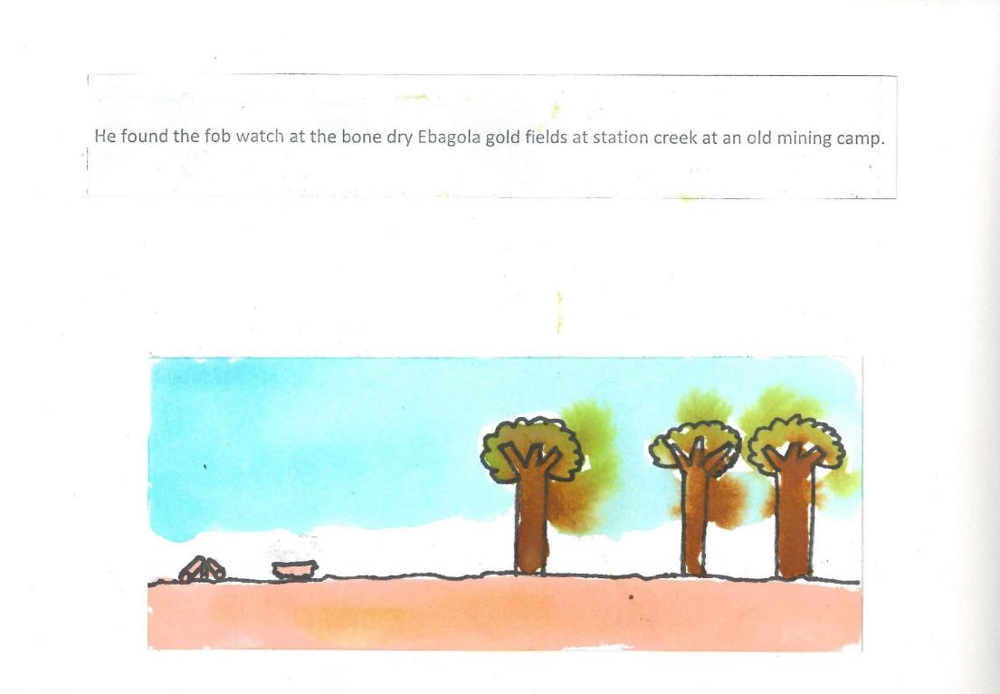 He found the fob watch at the bone dry Ebagola gold fields at station creek at an old mining camp.